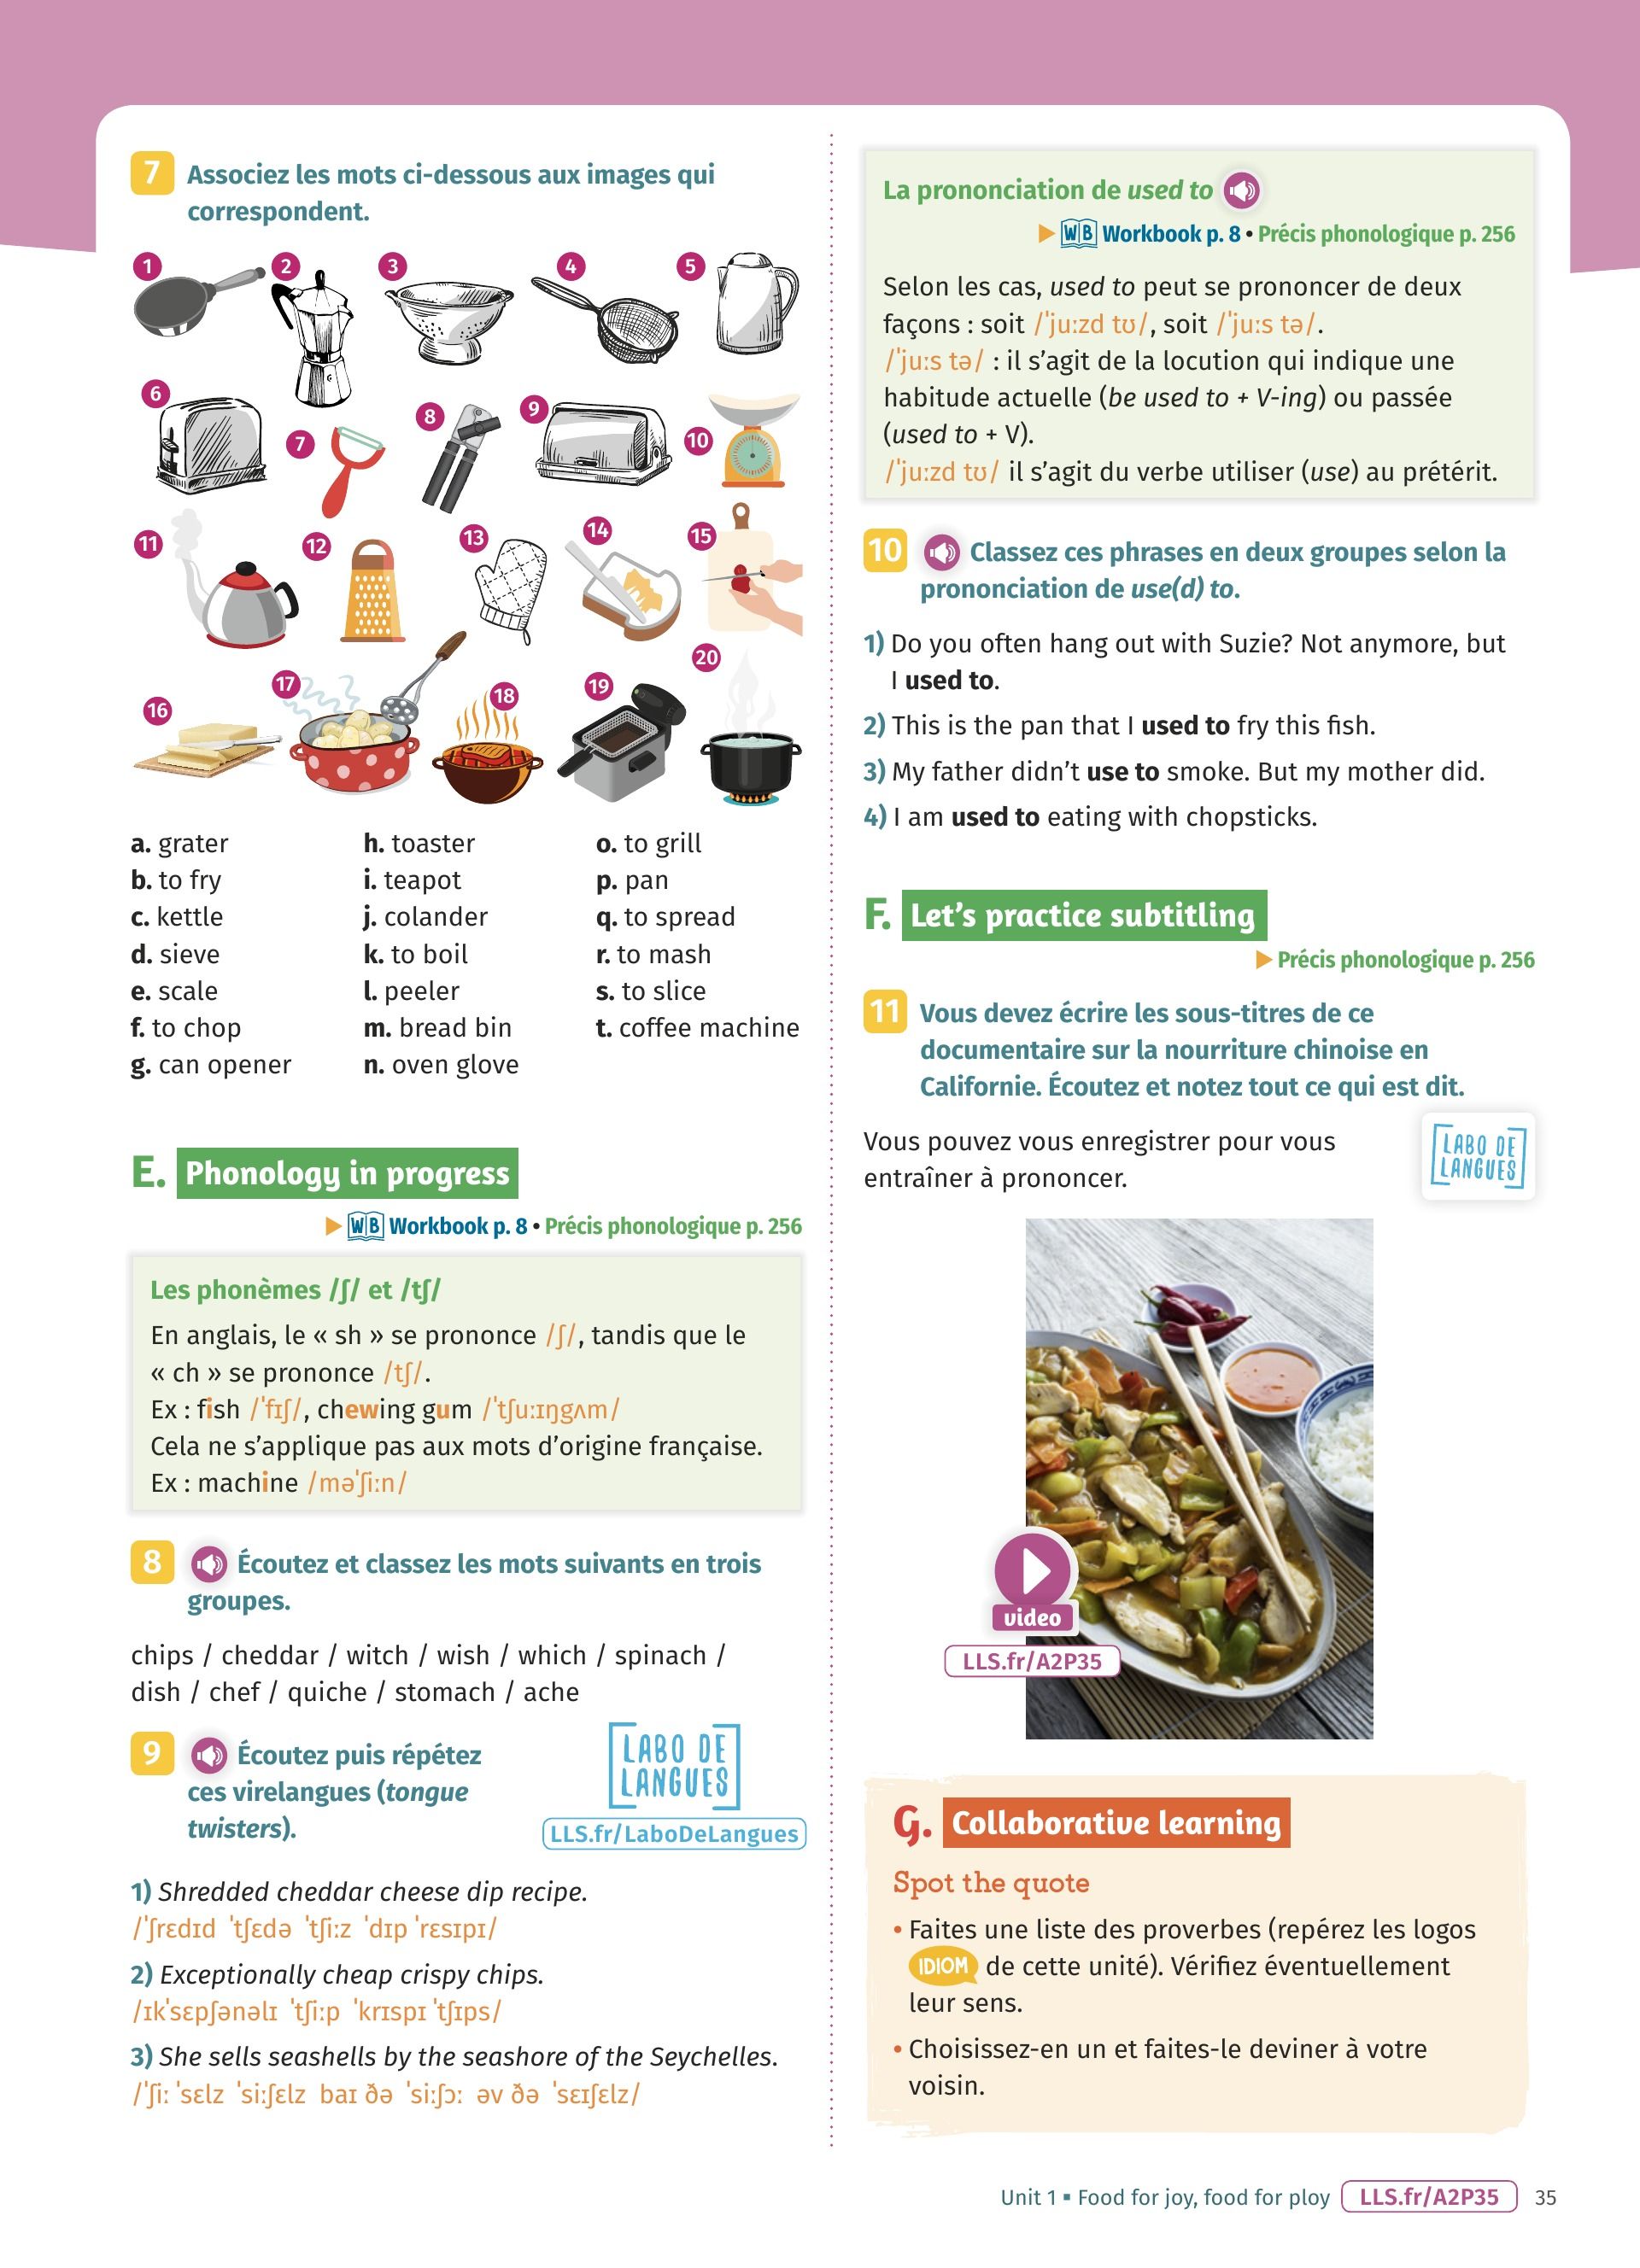 7 Associez les mots ci-dessous aux images qui
correspondent.
1
2
3
4
5
6
7
8
9
10
11
12
13
14
15
16
17
18
19
20
a. grater
b. to fry
c. kettle
d. sieve
e. scale
f. to chop
g. can opener
h. toaster
i. teapot
j. colander
k. to boil
l. peeler
m. bread bin
n. oven glove
o. to grill
p. pan
q. to spread
r. to mash
s. to slice
t. coffee machine
E. Phonology in progress
WB Workbook p. 8 • Précis phonologique p. 256
Les phonèmes /ʃ/ et /tʃ/
En anglais, le « sh » se prononce /ʃ/, tandis que le
« ch » se prononce /tʃ/.
Ex : fish /ˈfɪʃ/, chewing gum /ˈtʃuːɪŋgʌm/
Cela ne s’applique pas aux mots d’origine française.
Ex : machine /məˈʃiːn/
8 Écoutez et classez les mots suivants en trois
groupes.
chips / cheddar / witch / wish / which / spinach /
dish / chef / quiche / stomach / ache
9 Écoutez puis répétez
ces virelangues (tongue
twisters).
LABO DE
LANGUES
LLS.fr/LaboDeLangues
1) Shredded cheddar cheese dip recipe.
/ˈʃrɛdɪd ˈtʃɛdə ˈtʃiːz ˈdɪp ˈrɛsɪpɪ/
2) Exceptionally cheap crispy chips.
/ɪkˈsɛpʃənəlɪ ˈtʃiːp ˈkrɪspɪ ˈtʃɪps/
3) She sells seashells by the seashore of the Seychelles.
/ˈʃiː ˈsɛlz ˈsiːʃɛlz baɪ ðə ˈsiːʃɔː əv ðə ˈsɛɪʃɛlz/
La prononciation de used to
WB Workbook p. 8 • Précis phonologique p. 256
Selon les cas, used to peut se prononcer de deux
façons : soit /ˈjuːzd tʊ/, soit /ˈjuːs tə/.
/ˈjuːs tə/ : il s’agit de la locution qui indique une
habitude actuelle (be used to + V-ing) ou passée
(used to + V).
/ˈjuːzd tʊ/ il s’agit du verbe utiliser (use) au prétérit.
10 Classez ces phrases en deux groupes selon la
prononciation de use(d) to.
1) Do you often hang out with Suzie? Not anymore, but
I used to.
2) This is the pan that I used to fry this fish.
3) My father didn’t use to smoke. But my mother did.
4) I am used to eating with chopsticks.
F. Let’s practice subtitling
Précis phonologique p. 256
11 Vous devez écrire les sous-titres de ce
documentaire sur la nourriture chinoise en
Californie. Écoutez et notez tout ce qui est dit.
Vous pouvez vous enregistrer pour vous
entraîner à prononcer.
LABO DE
LANGUES
video
LLS.fr/A2P35
G. Collaborative learning
Spot the quote
• Faites une liste des proverbes (repérez les logos
IDIOM de cette unité). Vérifiez éventuellement
leur sens.
• Choisissez-en un et faites-le deviner à votre
voisin.
Unit 1 ▪ Food for joy, food for ploy LLS.fr/A2P35 35